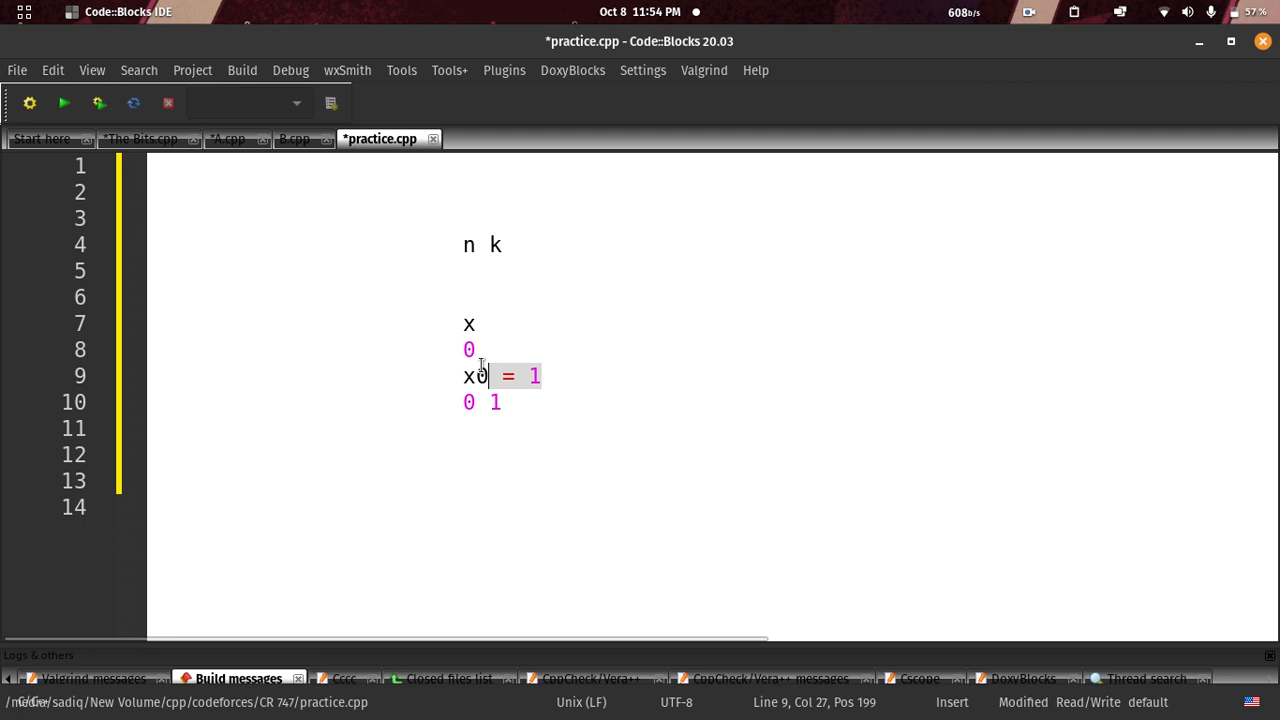 Code::Blocks IDE
Oct 8 11:54 PM
608b/s
57 %
*practice.cpp - Code::Blocks 20.03
File Edit View Search Project Build Debug wxSmith Tools Tools+ Plugins DoxyBlocks Settings Valgrind Help
Start here *The Bits.cpp *A.cpp B.cpp *practice.cpp
1
2
3
4 n k
5
6
7 x
8 0
9 x0 = 1
10 0 1
11
12
13
14
Logs & others
Valgrind messages Build messages Cccc Closed files list CppCheck/Vera++ CppCheck/Vera++ messages Cscope DoxyBlocks Thread search
/sadiq/New Volume/cpp/codeforces/CR 747/practice.cpp Unix (LF) UTF-8 Line 9, Col 27, Pos 199 Insert Modified Read/Write default